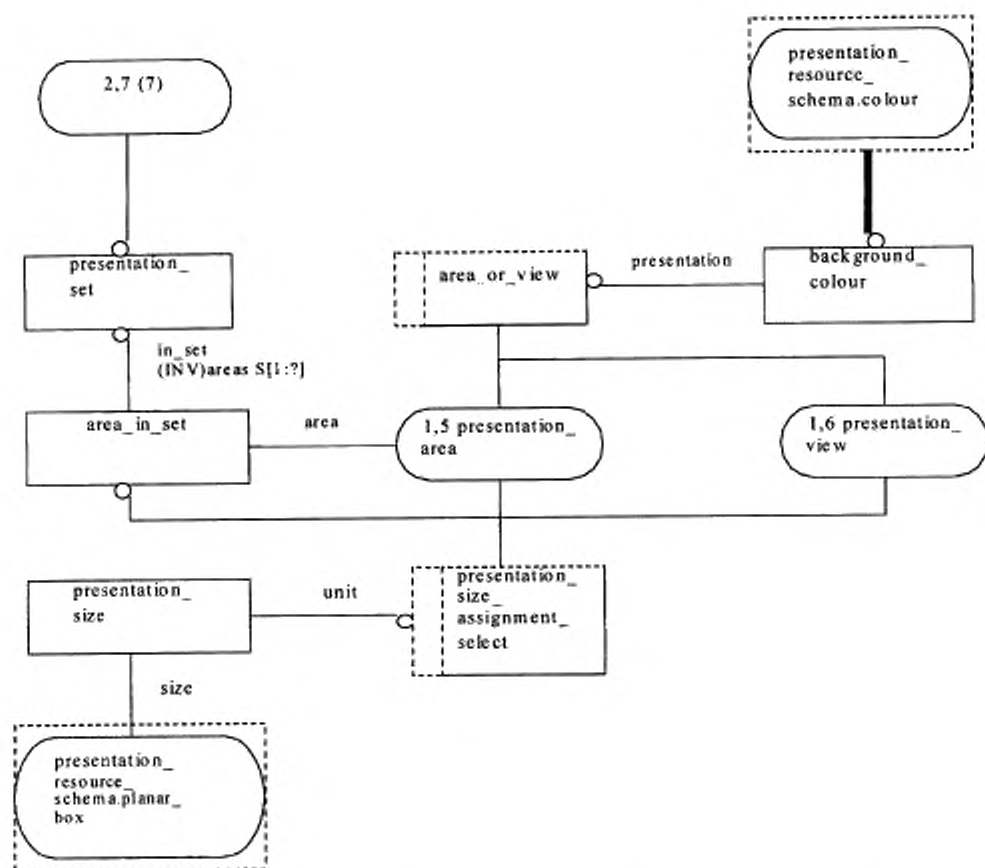 2,7 (7)
presentation_
resource_
schema.colour
presentation_
set
area_or_view
presentation
background_
colour
in_set
(INV)areas S[1:?]
area_in_set
area
1,5 presentation_
area
1,6 presentation_
view
presentation_
size
unit
presentation_
size_
assignment_
select
size
presentation_
resource_
schema.planar_
box